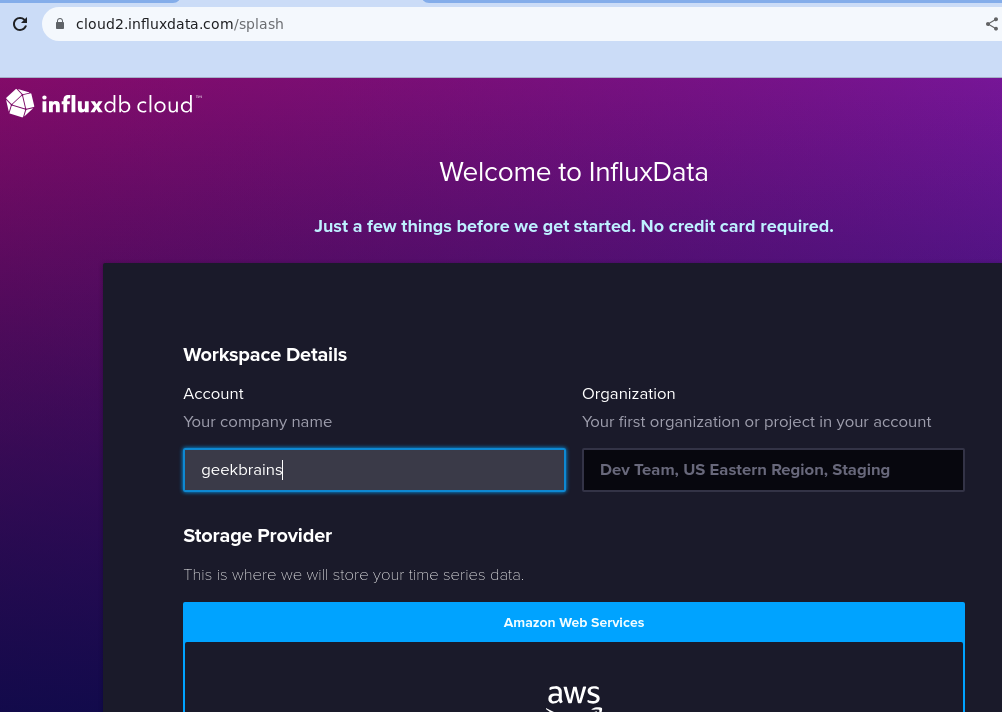 cloud2.influxdata.com/splash
influxdb cloud™
Welcome to InfluxData
Just a few things before we get started. No credit card required.
Workspace Details
Account
Organization
Your company name
Your first organization or project in your account
geekbrains
Dev Team, US Eastern Region, Staging
Storage Provider
This is where we will store your time series data.
Amazon Web Services
aws